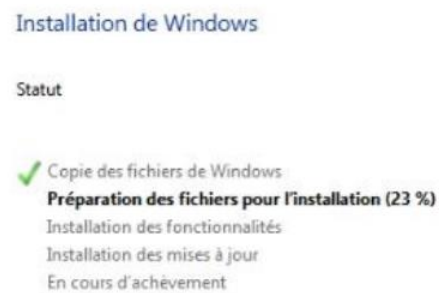 Installation de Windows
Statut
Copie des fichiers de Windows
Préparation des fichiers pour l'installation (23 %)
Installation des fonctionnalités
Installation des mises à jour
En cours d'achèvement